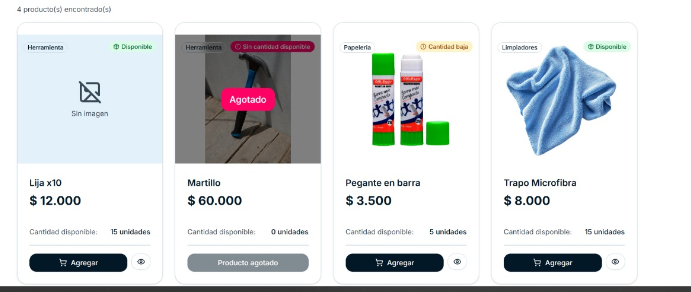 4 producto(s) encontrado(s)
Herramienta
Disponible
Sin imagen
Lija x10
$ 12.000
Cantidad disponible: 15 unidades
Agregar
Herramienta
Sin cantidad disponible
Agotado
Martillo
$ 60.000
Cantidad disponible: 0 unidades
Producto agotado
Papelería
Cantidad baja
Pegante en barra
$ 3.500
Cantidad disponible: 5 unidades
Agregar
Limpiadores
Disponible
Trapo Microfibra
$ 8.000
Cantidad disponible: 15 unidades
Agregar